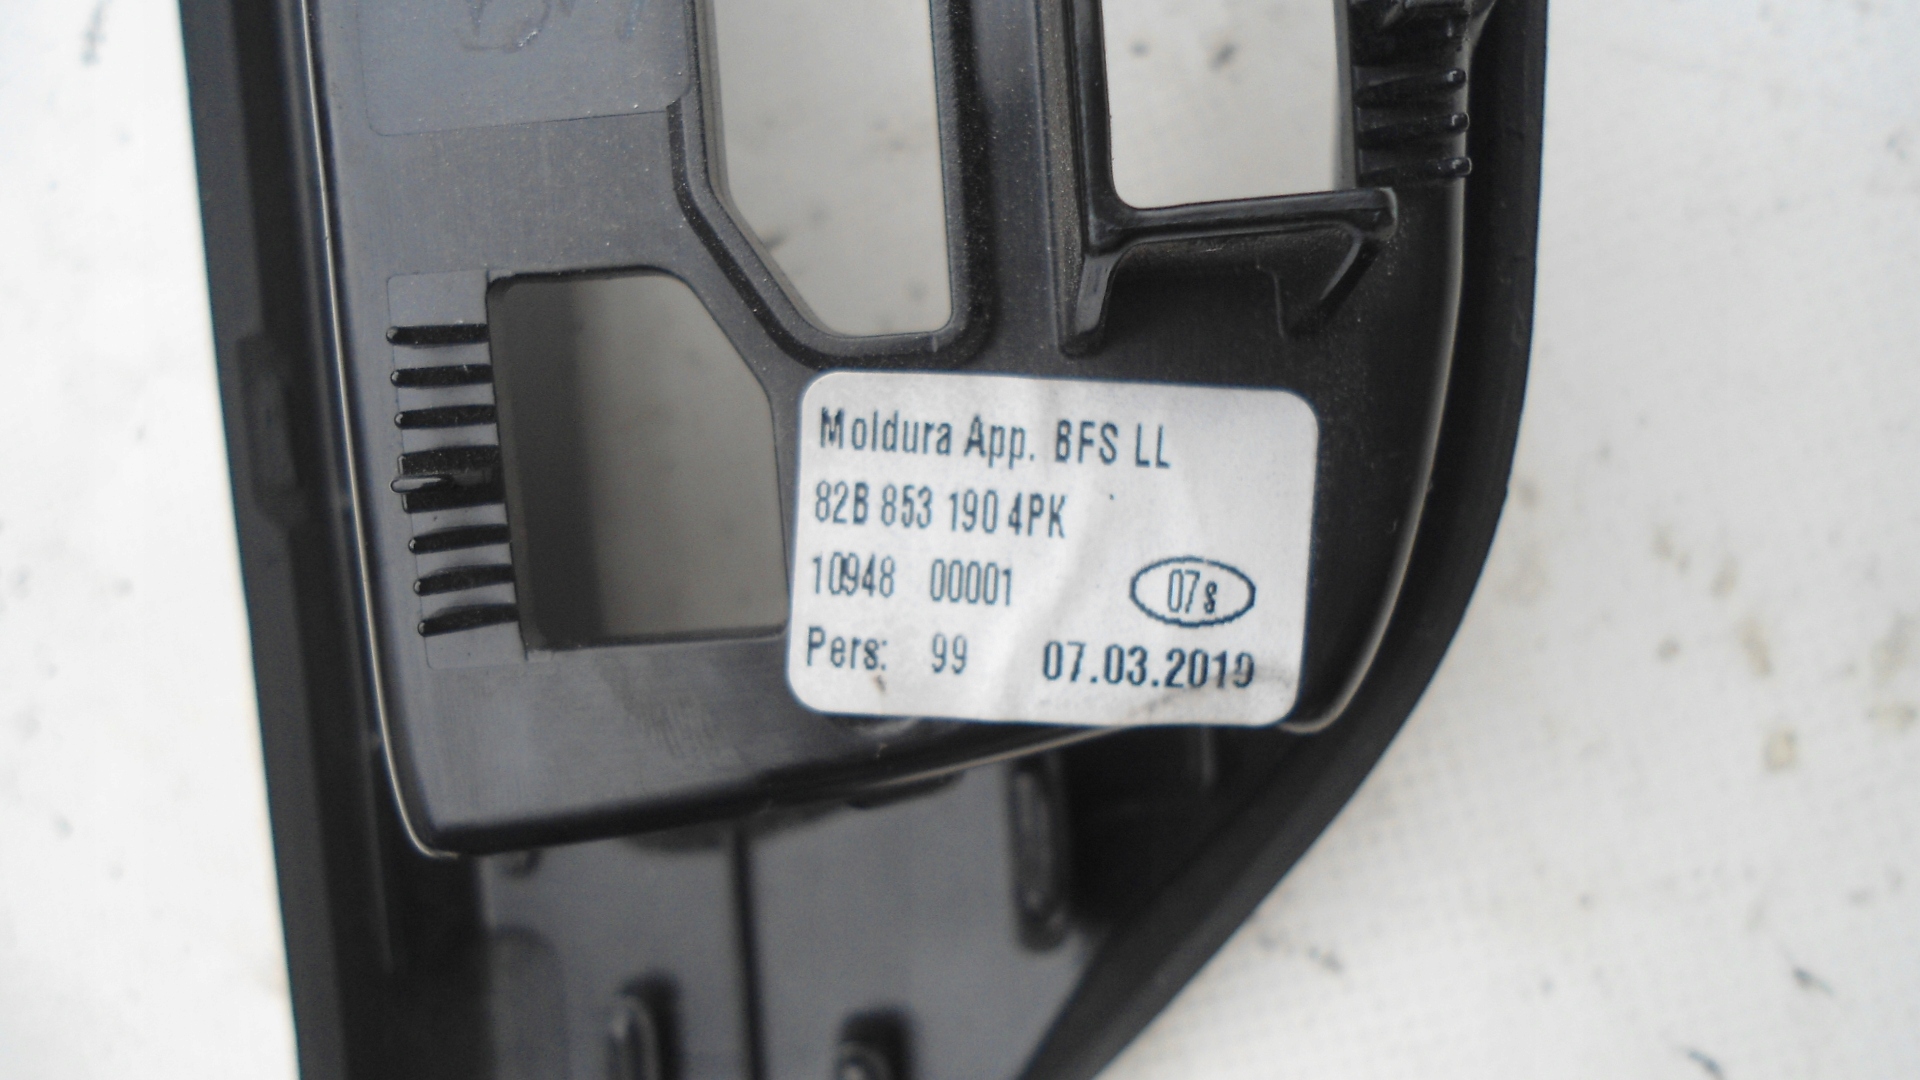 Moldura App. BFS LL
82B 853 190 4PK
10948 00001 07s
Pers: 99 07.03.2019